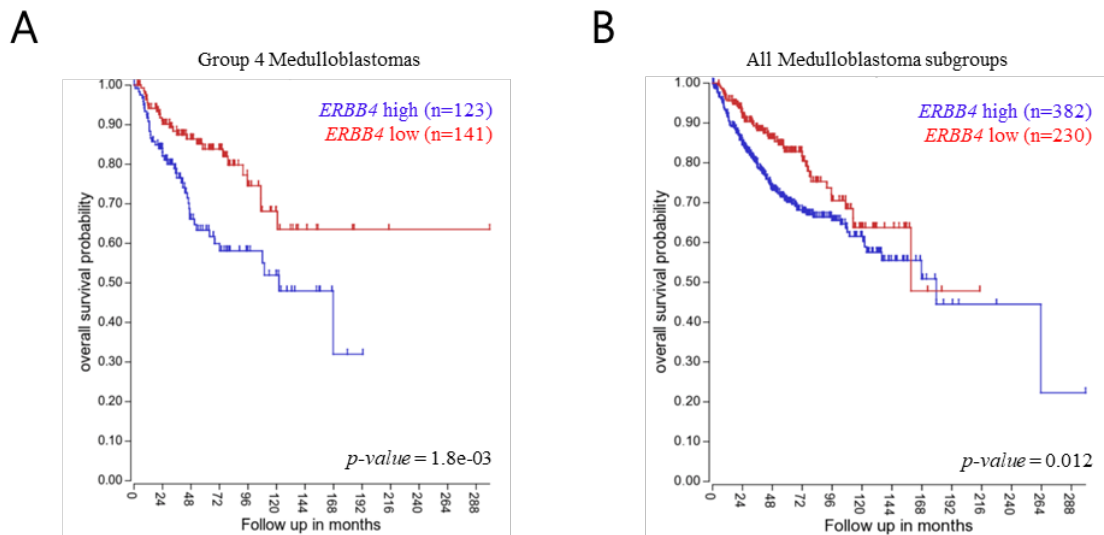 A
Group 4 Medulloblastomas
ERBB4 high (n=123)
ERBB4 low (n=141)
overall survival probability
1.00
0.90
0.80
0.70
0.60
0.50
0.40
0.30
0.20
0.10
0.00
p-value = 1.8e-03
0 24 48 72 96 120 144 168 192 216 240 264 288
Follow up in months
B
All Medulloblastoma subgroups
ERBB4 high (n=382)
ERBB4 low (n=230)
overall survival probability
1.00
0.90
0.80
0.70
0.60
0.50
0.40
0.30
0.20
0.10
0.00
p-value = 0.012
0 24 48 72 96 120 144 168 192 216 240 264 288
Follow up in months